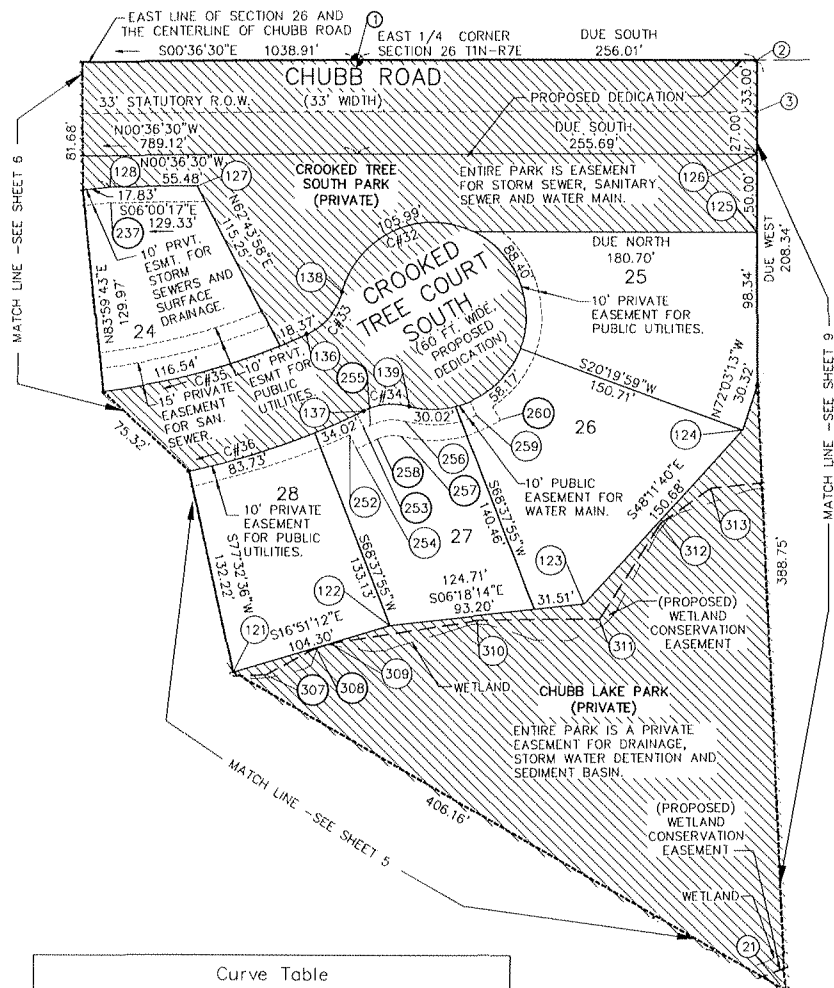 EAST LINE OF SECTION 26 AND
THE CENTERLINE OF CHUBB ROAD
1
S00°36'30"E 1038.91'
EAST 1/4 CORNER
SECTION 26 T1N-R7E
DUE SOUTH
256.01'
2
CHUBB ROAD
33' STATUTORY R.O.W.
(33' WIDTH)
PROPOSED DEDICATION
33.00'
3
MATCH LINE -SEE SHEET 6
81.68'
N00°36'30"W
789.12'
DUE SOUTH
255.69'
27.00'
128
N00°36'30"W
55.48'
127
CROOKED TREE
SOUTH PARK
(PRIVATE)
ENTIRE PARK IS EASEMENT
FOR STORM SEWER, SANITARY
SEWER AND WATER MAIN.
126
50.00'
125
17.83'
S06°00'17"E
129.33'
237
10' PRVT.
ESMT. FOR
STORM
SEWERS AND
SURFACE
DRAINAGE.
N62°43'58"E
115.25'
105.99'
C#32
DUE NORTH
180.70'
DUE WEST
208.34'
N83°59'43"E
129.97'
24
138
CROOKED
TREE COURT
SOUTH
(60 FT. WIDE,
PROPOSED
DEDICATION)
88.40'
25
10' PRIVATE
EASEMENT FOR
PUBLIC UTILITIES.
98.34'
18.37'
C#33
116.54'
C#35
15' PRIVATE
EASEMENT
FOR SAN.
SEWER.
10' PRVT.
ESMT FOR
PUBLIC
UTILITIES.
136
255
139
C#34
30.02'
58.17'
S20°19'59"W
150.71'
N72°03'13"W
30.32'
MATCH LINE -SEE SHEET 9
75.32'
137
C#36
83.73'
34.02'
260
26
124
259
28
10' PRIVATE
EASEMENT
FOR PUBLIC
UTILITIES.
252
258
253
254
256
257
27
10' PUBLIC
EASEMENT FOR
WATER MAIN.
S48°11'40"E
150.68'
313
312
S77°32'36"W
132.22'
S66°37'55"W
133.13'
S68°37'55"W
140.46'
388.75'
122
124.71'
S06°18'14"E
93.20'
123
31.51'
121
S16°51'12"E
104.30'
(PROPOSED)
WETLAND
CONSERVATION
EASEMENT
310
311
307
308
309
WETLAND
CHUBB LAKE PARK
(PRIVATE)
ENTIRE PARK IS A PRIVATE
EASEMENT FOR DRAINAGE,
STORM WATER DETENTION AND
SEDIMENT BASIN.
MATCH LINE -SEE SHEET 5
406.16'
(PROPOSED)
WETLAND
CONSERVATION
EASEMENT
WETLAND
21
Curve Table